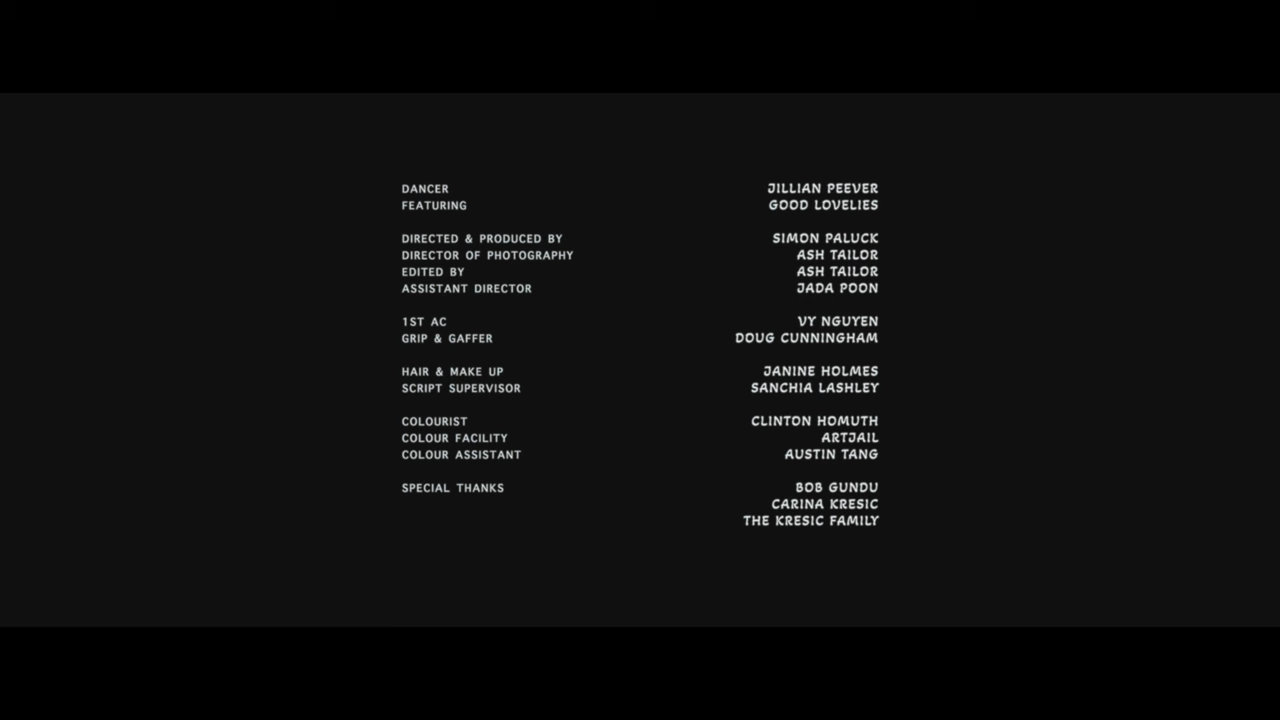 DANCER JILLIAN PEEVER
FEATURING GOOD LOVELIES
DIRECTED & PRODUCED BY SIMON PALUCK
DIRECTOR OF PHOTOGRAPHY ASH TAILOR
EDITED BY ASH TAILOR
ASSISTANT DIRECTOR JADA POON
1ST AC VY NGUYEN
GRIP & GAFFER DOUG CUNNINGHAM
HAIR & MAKE UP JANINE HOLMES
SCRIPT SUPERVISOR SANCHIA LASHLEY
COLOURIST CLINTON HOMUTH
COLOUR FACILITY ARTJAIL
COLOUR ASSISTANT AUSTIN TANG
SPECIAL THANKS BOB GUNDU
CARINA KRESIC
THE KRESIC FAMILY